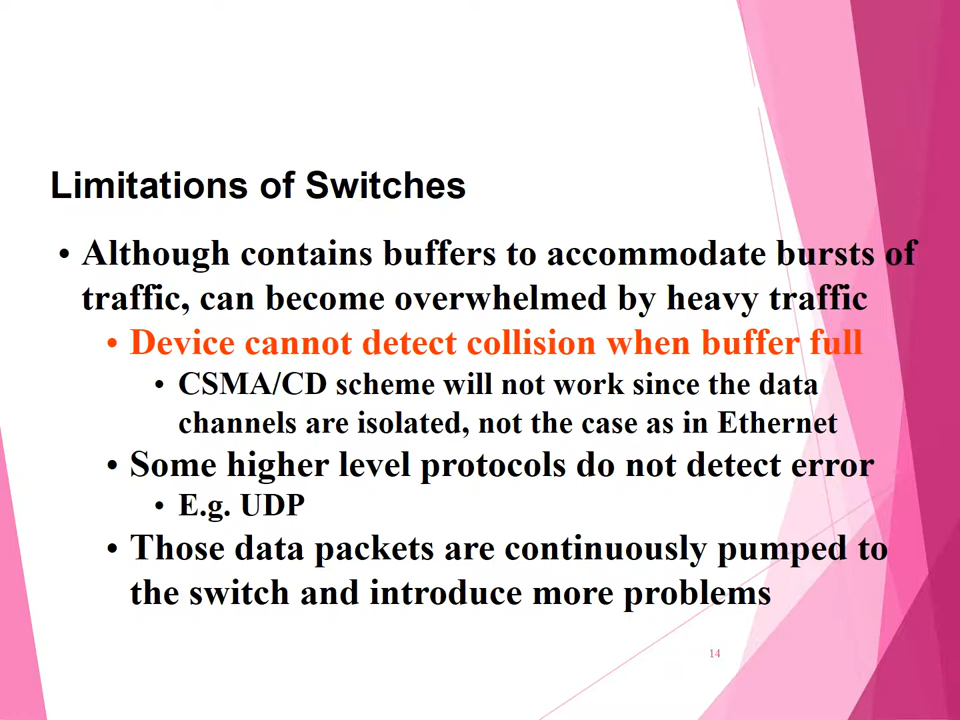 Limitations of Switches
• Although contains buffers to accommodate bursts of
traffic, can become overwhelmed by heavy traffic
• Device cannot detect collision when buffer full
• CSMA/CD scheme will not work since the data
channels are isolated, not the case as in Ethernet
• Some higher level protocols do not detect error
• E.g. UDP
• Those data packets are continuously pumped to
the switch and introduce more problems
14